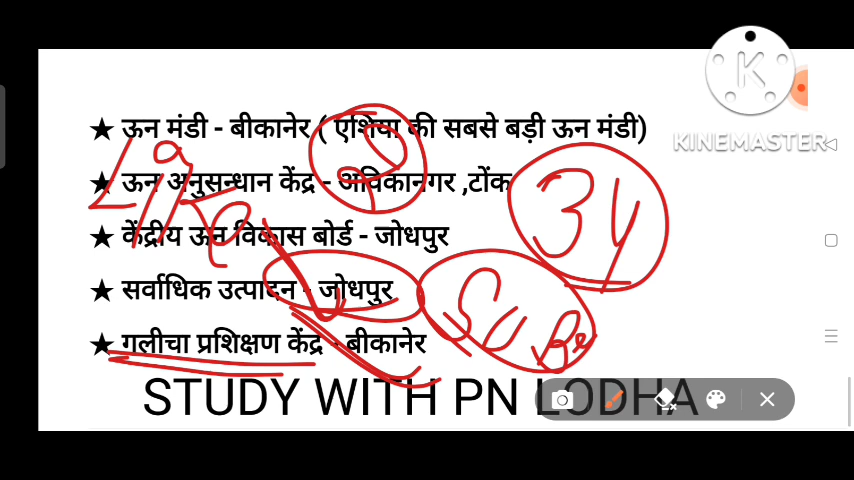 KINEMASTER
★ ऊन मंडी - बीकानेर ( एशिया की सबसे बड़ी ऊन मंडी)
★ ऊन अनुसन्धान केंद्र - अविकानगर ,टोंक
★ केंद्रीय ऊन विकास बोर्ड - जोधपुर
★ सर्वाधिक उत्पादन - जोधपुर
★ गलीचा प्रशिक्षण केंद्र - बीकानेर
Like
STUDY WITH PN LODHA